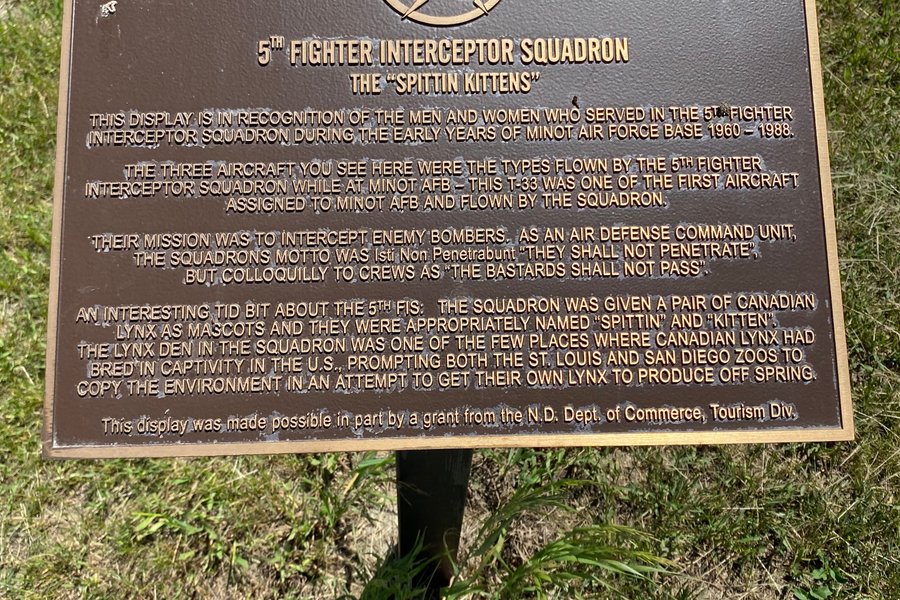 5TH FIGHTER INTERCEPTOR SQUADRON
THE "SPITTIN KITTENS"
THIS DISPLAY IS IN RECOGNITION OF THE MEN AND WOMEN WHO SERVED IN THE 5TH FIGHTER
INTERCEPTOR SQUADRON DURING THE EARLY YEARS OF MINOT AIR FORCE BASE 1960 – 1988.
THE THREE AIRCRAFT YOU SEE HERE WERE THE TYPES FLOWN BY THE 5TH FIGHTER
INTERCEPTOR SQUADRON WHILE AT MINOT AFB – THIS T-33 WAS ONE OF THE FIRST AIRCRAFT
ASSIGNED TO MINOT AFB AND FLOWN BY THE SQUADRON.
THEIR MISSION WAS TO INTERCEPT ENEMY BOMBERS. AS AN AIR DEFENSE COMMAND UNIT,
THE SQUADRONS MOTTO WAS Isti Non Penetrabunt "THEY SHALL NOT PENETRATE",
BUT COLLOQUILLY TO CREWS AS "THE BASTARDS SHALL NOT PASS".
AN INTERESTING TID BIT ABOUT THE 5TH FIS: THE SQUADRON WAS GIVEN A PAIR OF CANADIAN
LYNX AS MASCOTS AND THEY WERE APPROPRIATELY NAMED "SPITTIN' AND "KITTEN".
THE LYNX DEN IN THE SQUADRON WAS ONE OF THE FEW PLACES WHERE CANADIAN LYNX HAD
BRED IN CAPTIVITY IN THE U.S., PROMPTING BOTH THE ST. LOUIS AND SAN DIEGO ZOOS TO
COPY THE ENVIRONMENT IN AN ATTEMPT TO GET THEIR OWN LYNX TO PRODUCE OFF SPRING.
This display was made possible in part by a grant from the N.D. Dept. of Commerce, Tourism Div.